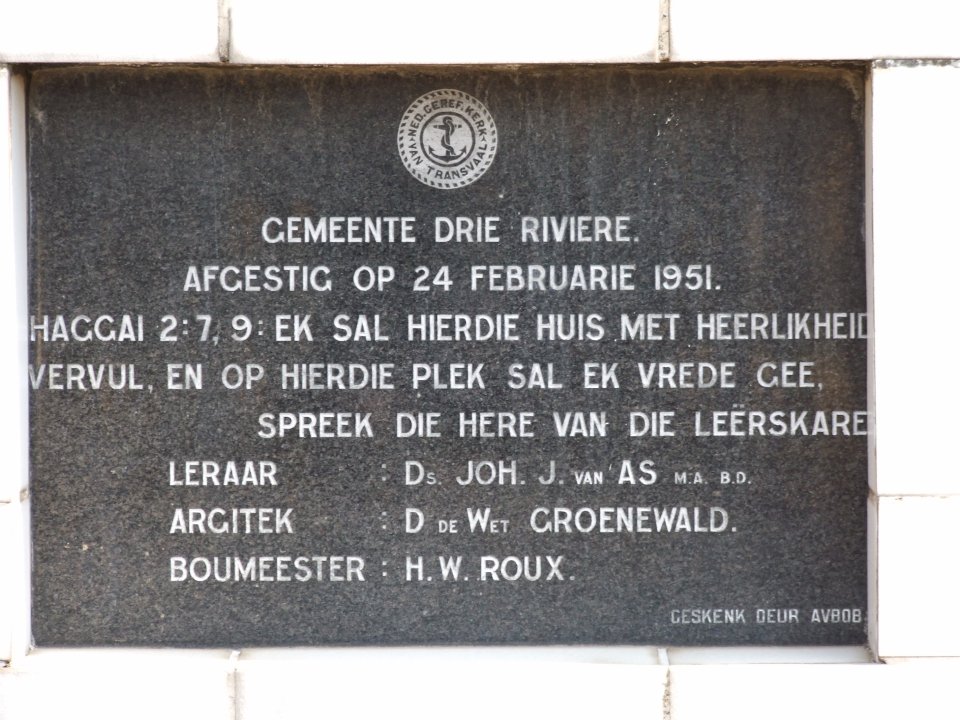 NED. GEREF. KERK
VAN TRANSVAAL
GEMEENTE DRIE RIVIERE.
AFGESTIG OP 24 FEBRUARIE 1951.
HAGGAI 2:7, 9: EK SAL HIERDIE HUIS MET HEERLIKHEID
VERVUL, EN OP HIERDIE PLEK SAL EK VREDE GEE,
SPREEK DIE HERE VAN DIE LEËRSKARE
LERAAR : DS. JOH. J. VAN AS M.A. B.D.
ARGITEK : D DE WET GROENEWALD.
BOUMEESTER : H.W. ROUX.
GESKENK DEUR AVBOB.